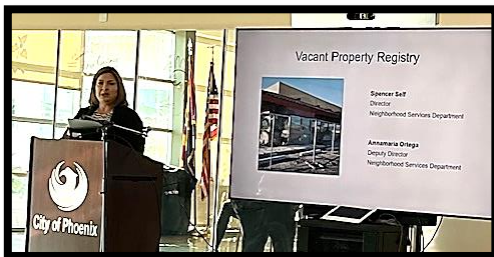 Vacant Property Registry
Spencer Self
Director
Neighborhood Services Department
Annamaria Ortega
Deputy Director
Neighborhood Services Department
City of Phoenix